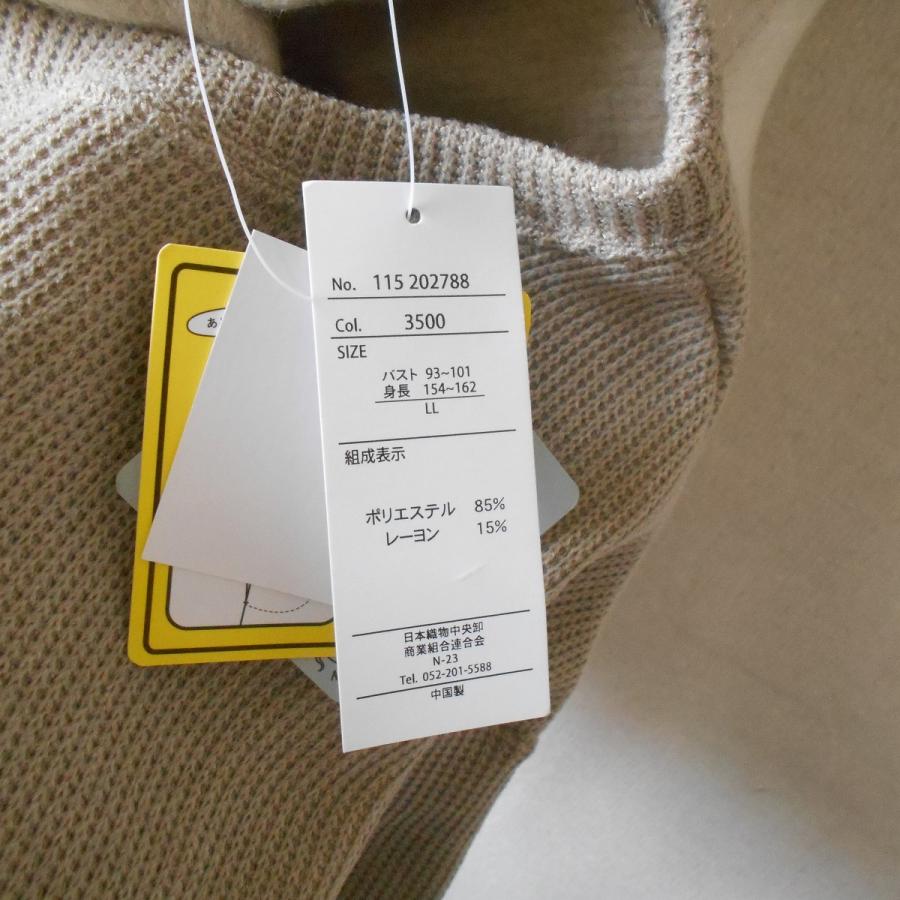 No. 115 202788
Col. 3500
SIZE
バスト 93~101
身長 154~162
LL
組成表示
ポリエステル 85%
レーヨン 15%
日本織物中央卸
商業組合連合会
N-23
Tel. 052-201-5588
中国製
あ